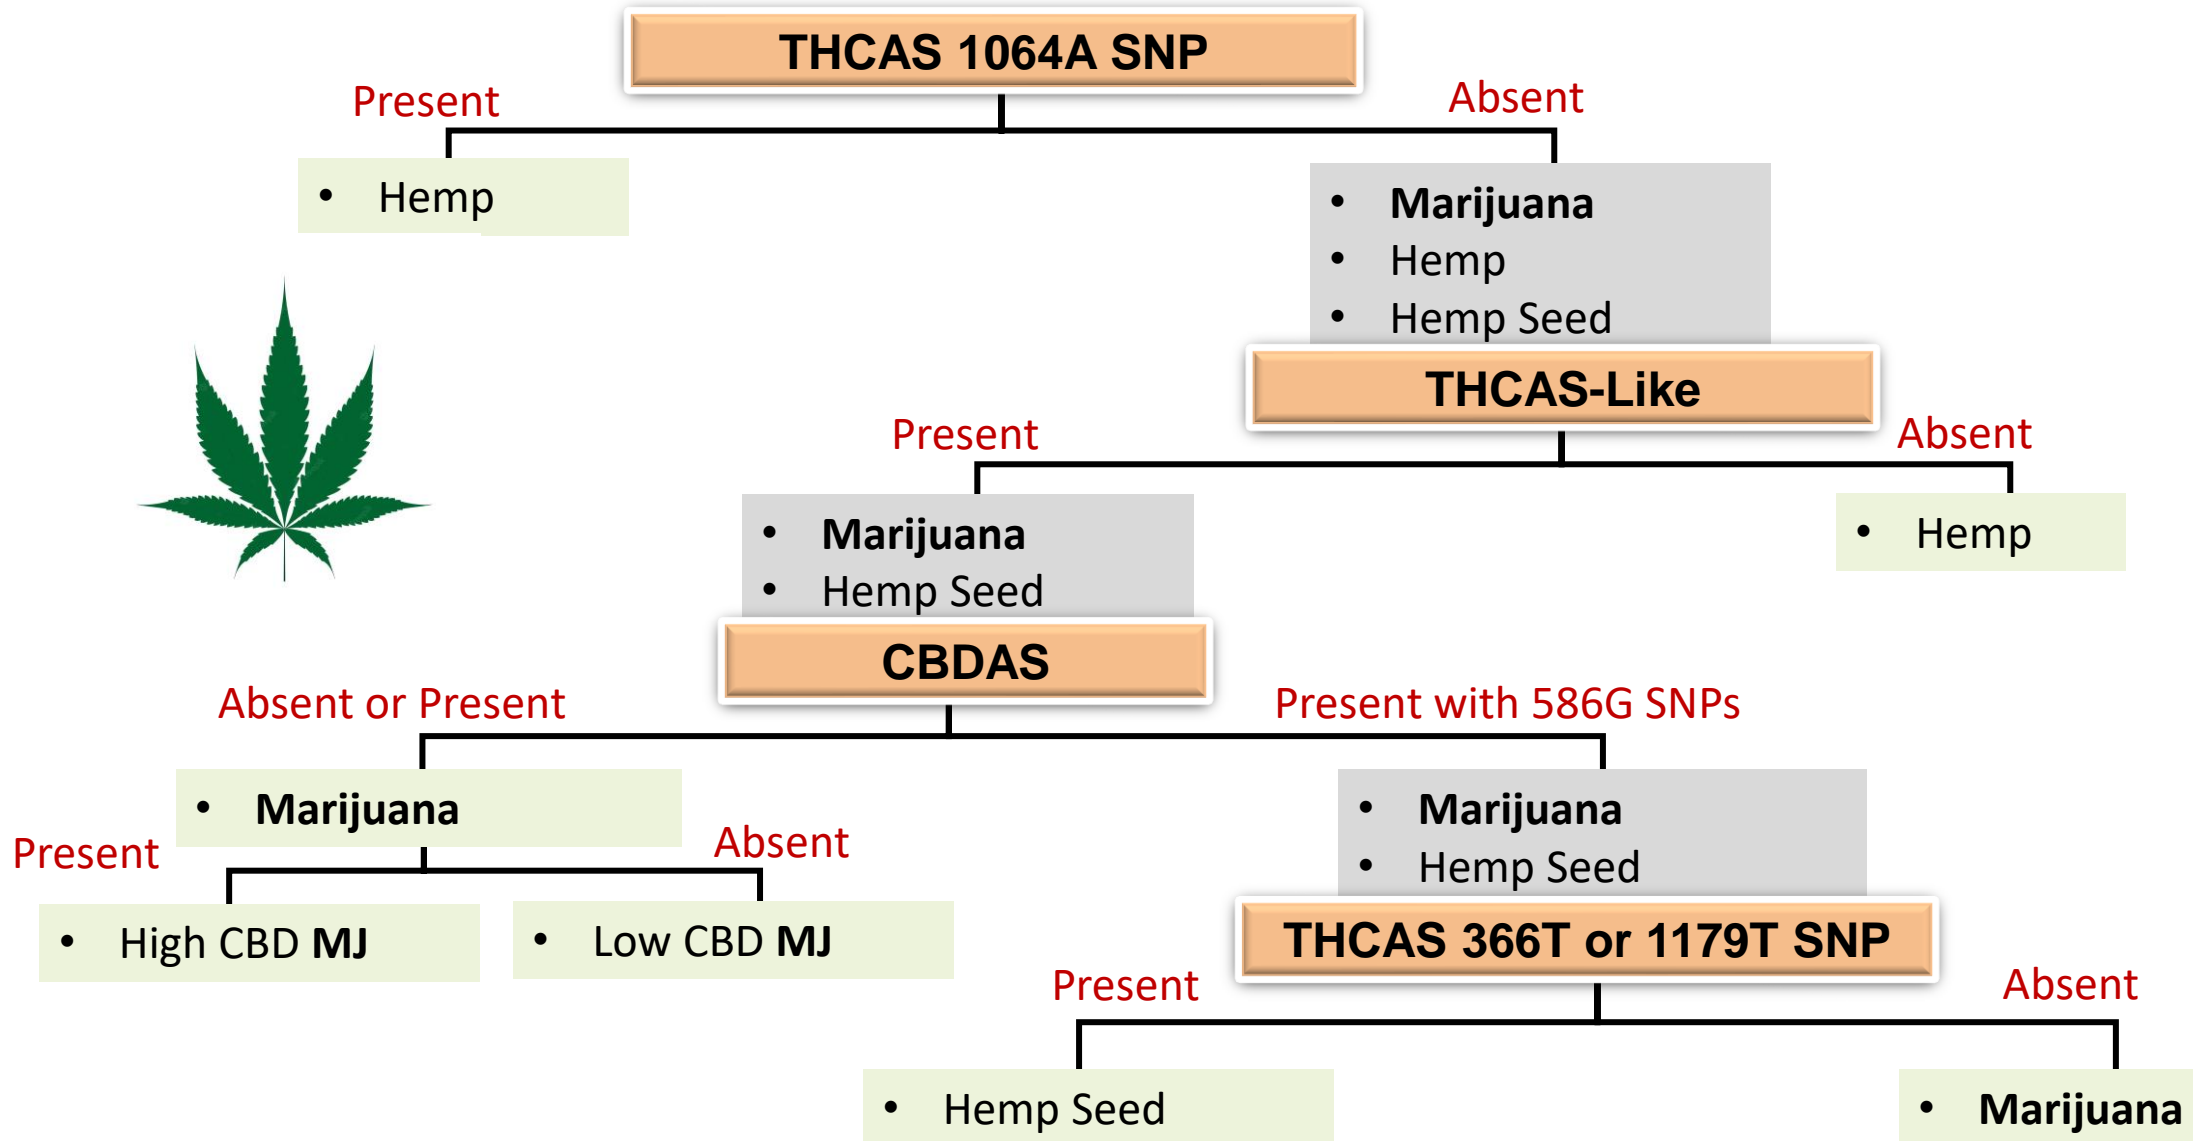 THCAS 1064A SNP
Present
Absent
• Hemp
• Marijuana
• Hemp
• Hemp Seed
THCAS-Like
Present
Absent
• Marijuana
• Hemp Seed
• Hemp
CBDAS
Absent or Present
Present with 586G SNPs
• Marijuana
• Marijuana
• Hemp Seed
Present
Absent
• High CBD MJ
• Low CBD MJ
THCAS 366T or 1179T SNP
Present
Absent
• Hemp Seed
• Marijuana